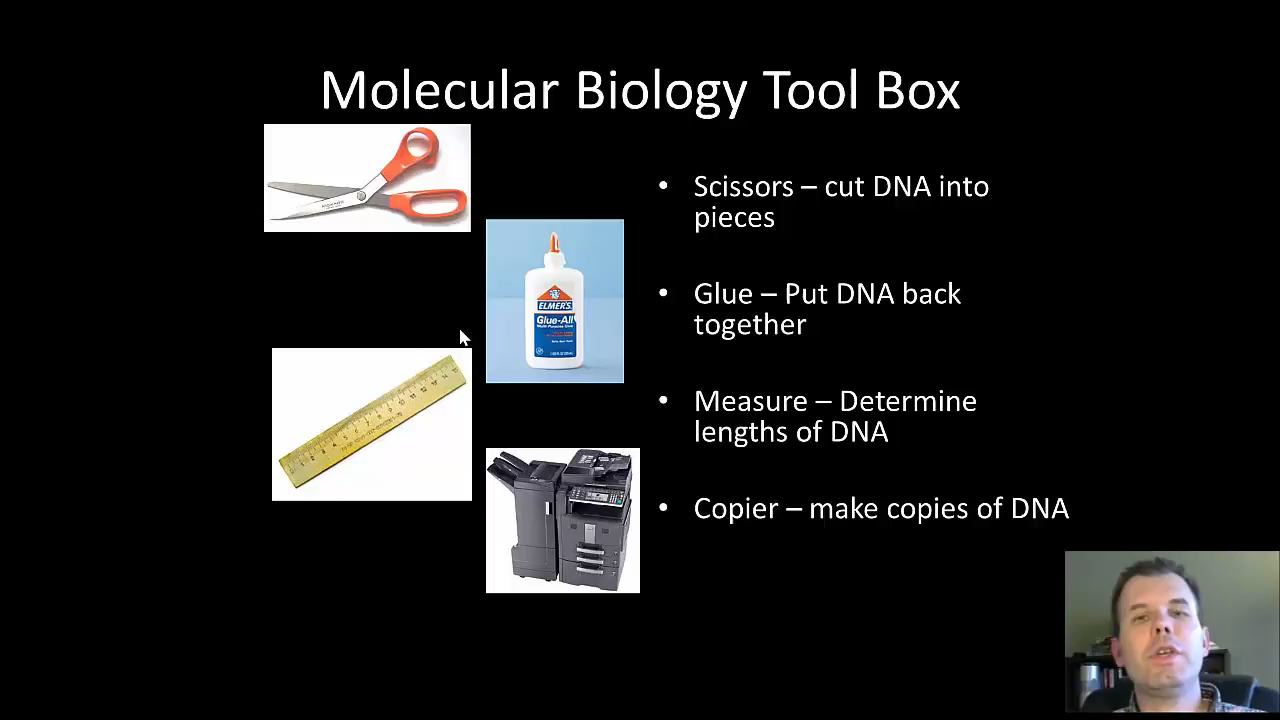 Molecular Biology Tool Box
• Scissors – cut DNA into
pieces
• Glue – Put DNA back
together
• Measure – Determine
lengths of DNA
• Copier – make copies of DNA
ELMER'S
Glue-All